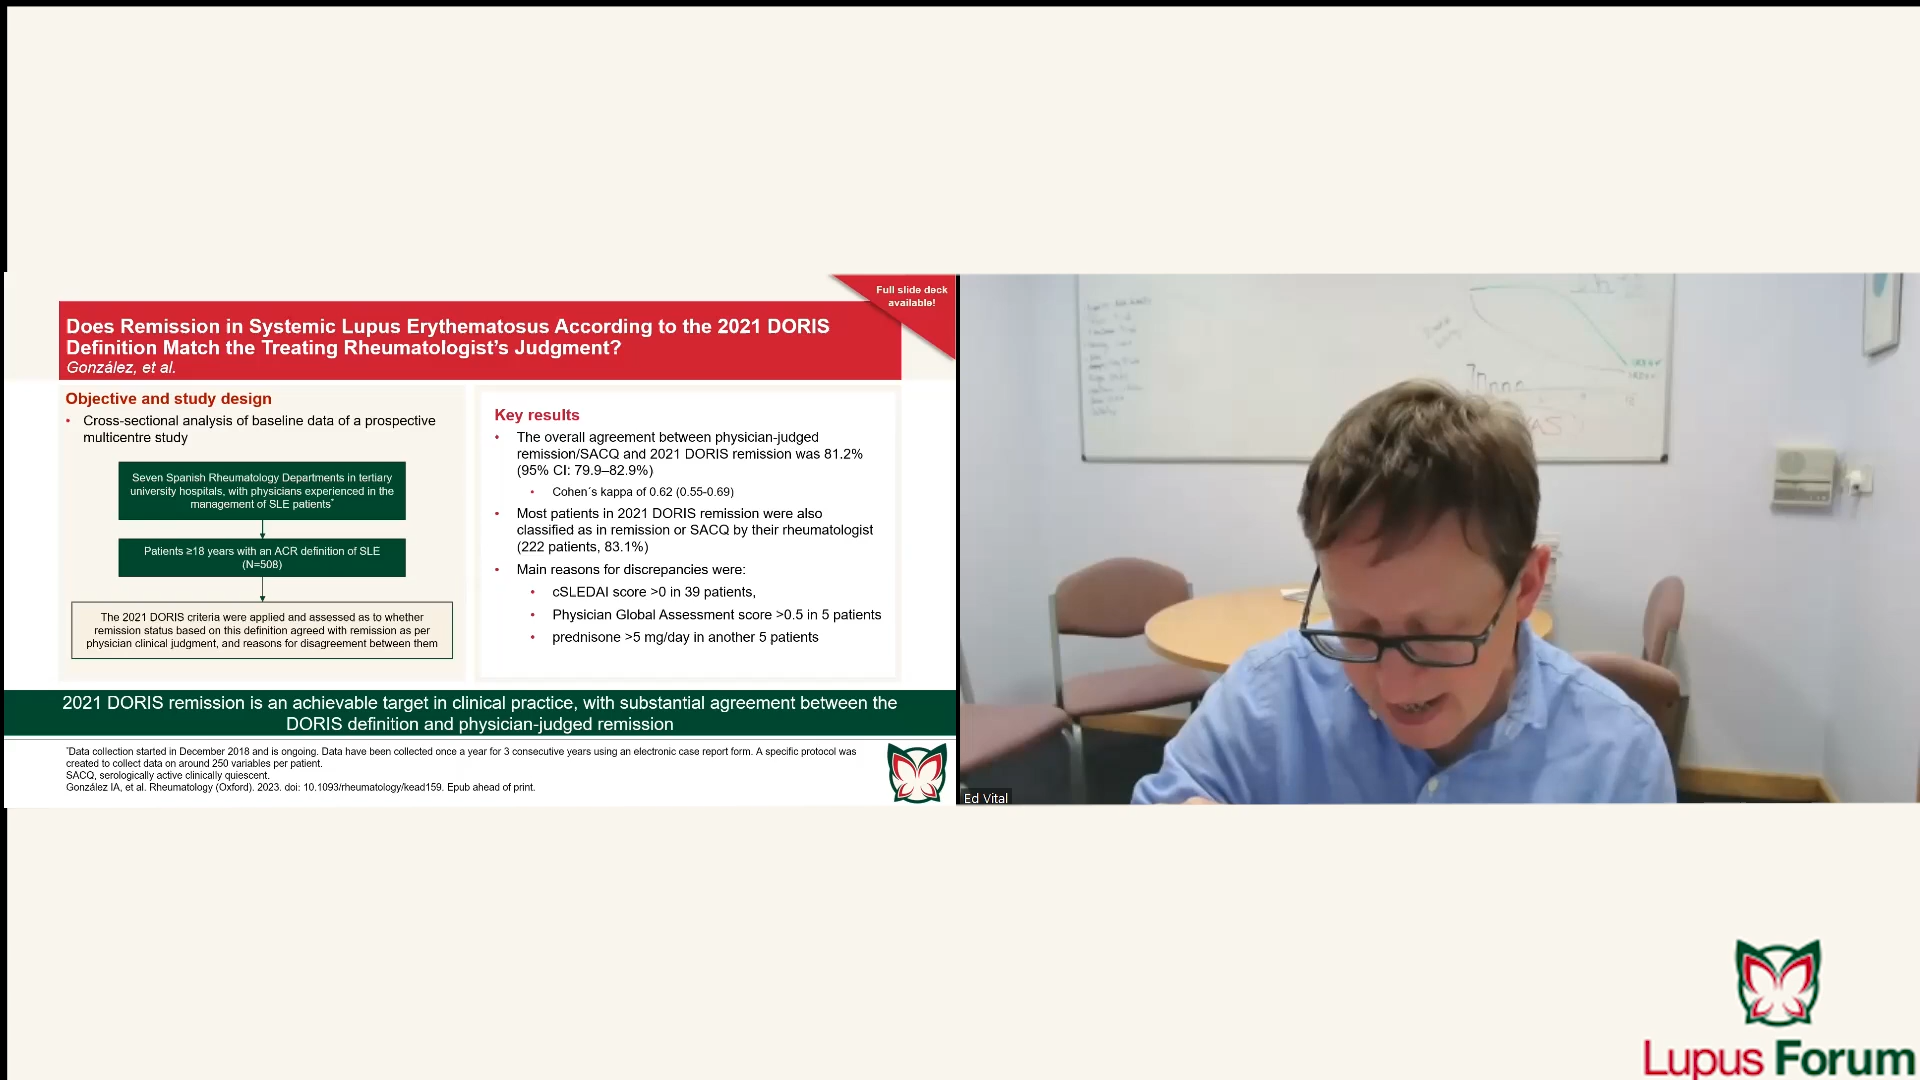 Full slide deck
available!
Does Remission in Systemic Lupus Erythematosus According to the 2021 DORIS
Definition Match the Treating Rheumatologist’s Judgment?
González, et al.
Objective and study design
• Cross-sectional analysis of baseline data of a prospective
multicentre study
Seven Spanish Rheumatology Departments in tertiary
university hospitals, with physicians experienced in the
management of SLE patients*
Patients ≥18 years with an ACR definition of SLE
(N=508)
The 2021 DORIS criteria were applied and assessed as to whether
remission status based on this definition agreed with remission as per
physician clinical judgment, and reasons for disagreement between them
Key results
• The overall agreement between physician-judged
remission/SACQ and 2021 DORIS remission was 81.2%
(95% CI: 79.9–82.9%)
• Cohen´s kappa of 0.62 (0.55-0.69)
• Most patients in 2021 DORIS remission were also
classified as in remission or SACQ by their rheumatologist
(222 patients, 83.1%)
• Main reasons for discrepancies were:
• cSLEDAI score >0 in 39 patients,
• Physician Global Assessment score >0.5 in 5 patients
• prednisone >5 mg/day in another 5 patients
2021 DORIS remission is an achievable target in clinical practice, with substantial agreement between the
DORIS definition and physician-judged remission
*Data collection started in December 2018 and is ongoing. Data have been collected once a year for 3 consecutive years using an electronic case report form. A specific protocol was
created to collect data on around 250 variables per patient.
SACQ, serologically active clinically quiescent.
González IA, et al. Rheumatology (Oxford). 2023. doi: 10.1093/rheumatology/kead159. Epub ahead of print.
Ed Vital
Lupus Forum